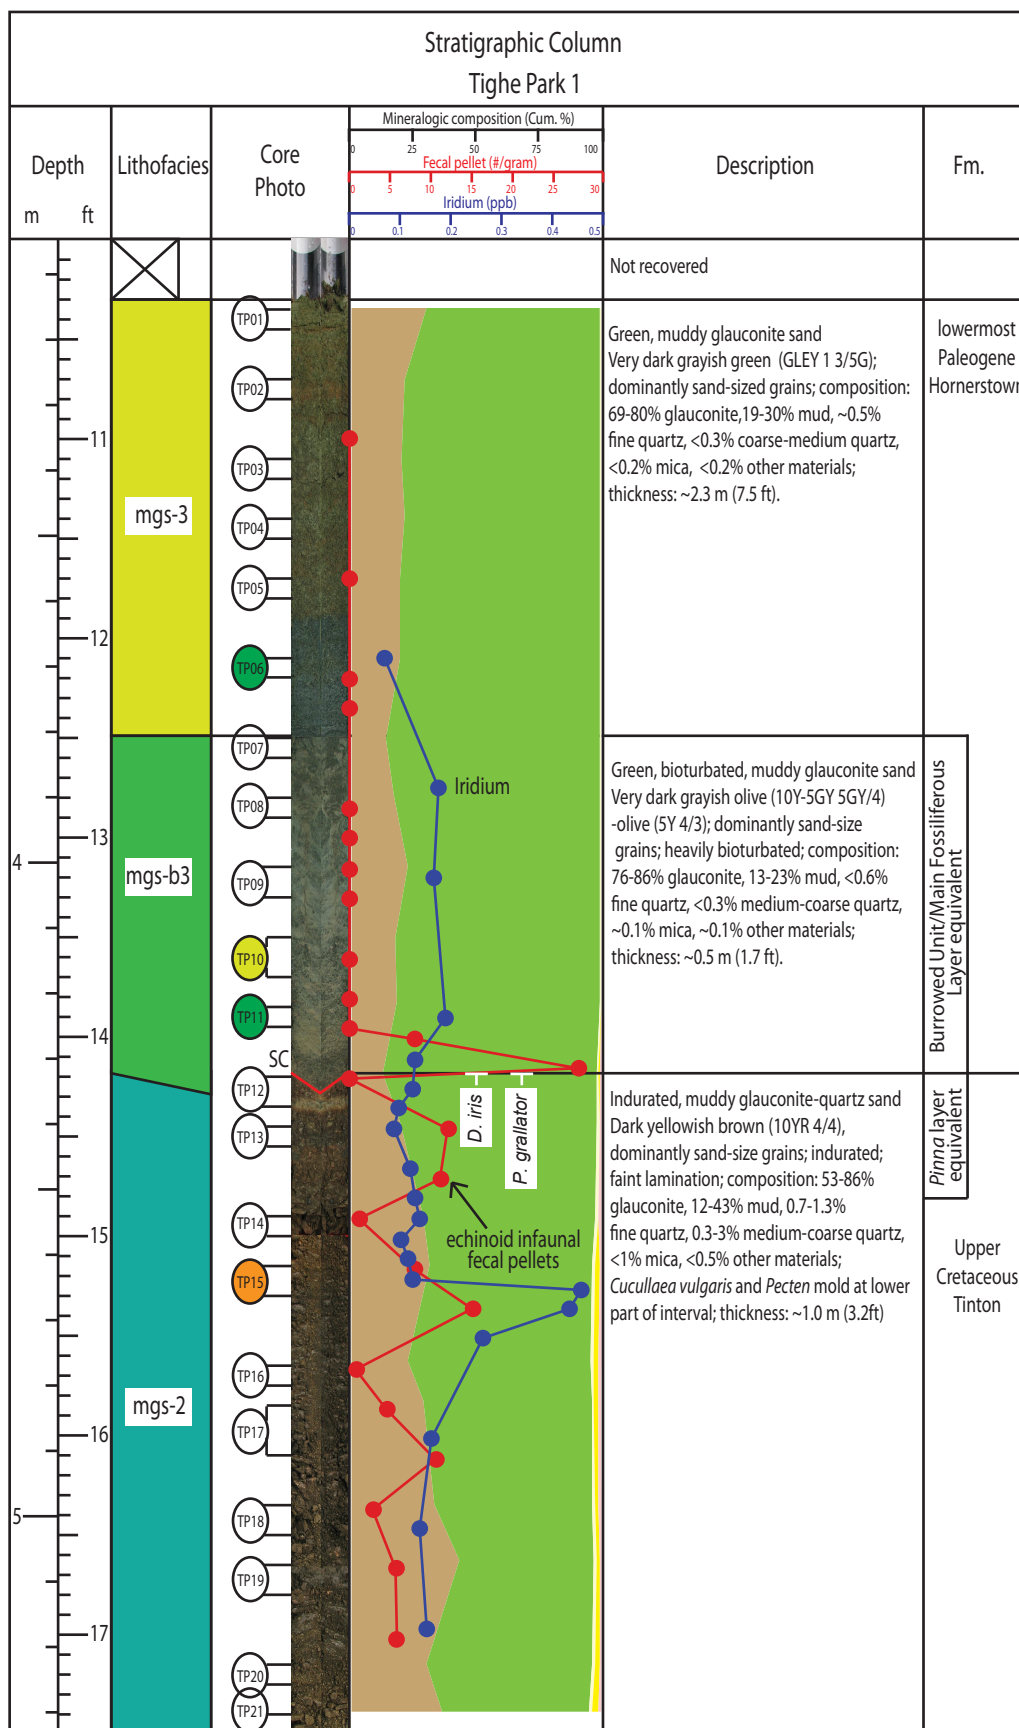 Stratigraphic Column
Tighe Park 1
Depth
m ft
Lithofacies
Core
Photo
Mineralogic composition (Cum. %)
0 25 50 75 100
Fecal pellet (#/gram)
0 5 10 15 20 25 30
Iridium (ppb)
0 0.1 0.2 0.3 0.4 0.5
Description
Fm.
Not recovered
TP01
TP02
11
TP03
mgs-3
TP04
TP05
12
TP06
Green, muddy glauconite sand
Very dark grayish green (GLEY 1 3/5G);
dominantly sand-sized grains; composition:
69-80% glauconite,19-30% mud, ~0.5%
fine quartz, <0.3% coarse-medium quartz,
<0.2% mica, <0.2% other materials;
thickness: ~2.3 m (7.5 ft).
lowermost
Paleogene
Hornerstown
TP07
Iridium
TP08
13
4
mgs-b3
TP09
TP10
TP11
14
SC
Green, bioturbated, muddy glauconite sand
Very dark grayish olive (10Y-5GY 5GY/4)
-olive (5Y 4/3); dominantly sand-size
grains; heavily bioturbated; composition:
76-86% glauconite, 13-23% mud, <0.6%
fine quartz, <0.3% medium-coarse quartz,
~0.1% mica, ~0.1% other materials;
thickness: ~0.5 m (1.7 ft).
Burrowed Unit/Main Fossiliferous
Layer equivalent
TP12
D. iris
P. grallator
TP13
TP14
15
echinoid infaunal
fecal pellets
TP15
TP16
mgs-2
TP17
16
5
TP18
TP19
17
TP20
TP21
Indurated, muddy glauconite-quartz sand
Dark yellowish brown (10YR 4/4),
dominantly sand-size grains; indurated;
faint lamination; composition: 53-86%
glauconite, 12-43% mud, 0.7-1.3%
fine quartz, 0.3-3% medium-coarse quartz,
<1% mica, <0.5% other materials;
Cucullaea vulgaris and Pecten mold at lower
part of interval; thickness: ~1.0 m (3.2ft)
Pinna layer
equivalent
Upper
Cretaceous
Tinton